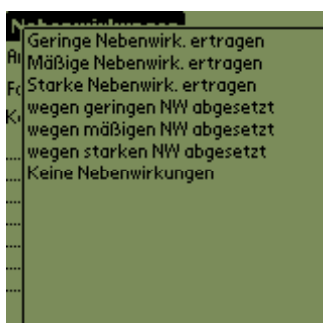 Nebenwirkungen
Geringe Nebenwirk. ertragen
Mäßige Nebenwirk. ertragen
Starke Nebenwirk. ertragen
wegen geringen NW abgesetzt
wegen mäßigen NW abgesetzt
wegen starken NW abgesetzt
Keine Nebenwirkungen